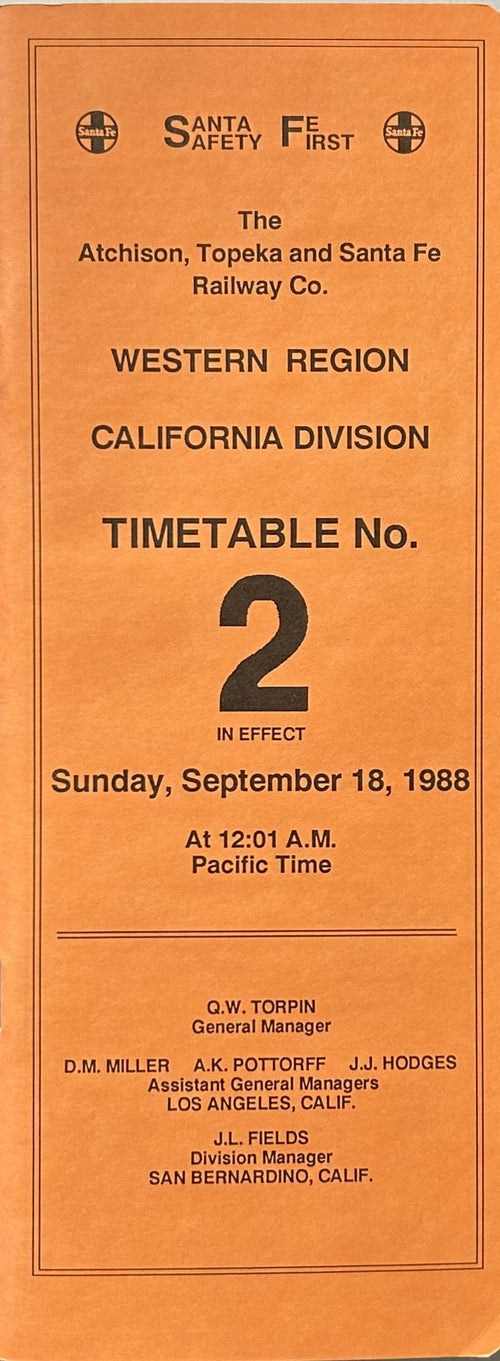 Santa Fe
SANTA FE
SAFETY FIRST
Santa Fe
The
Atchison, Topeka and Santa Fe
Railway Co.
WESTERN REGION
CALIFORNIA DIVISION
TIMETABLE No.
2
IN EFFECT
Sunday, September 18, 1988
At 12:01 A.M.
Pacific Time
Q.W. TORPIN
General Manager
D.M. MILLER A.K. POTTORFF J.J. HODGES
Assistant General Managers
LOS ANGELES, CALIF.
J.L. FIELDS
Division Manager
SAN BERNARDINO, CALIF.